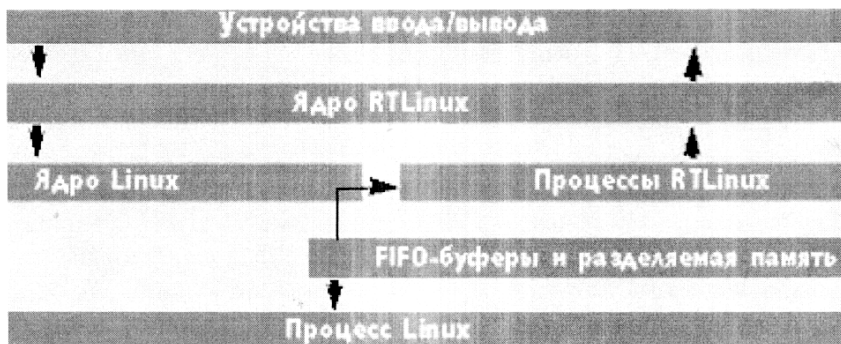 Устройства ввода/вывода
Ядро RTLinux
Ядро Linux
Процессы RTLinux
FIFO-буферы и разделяемая память
Процесс Linux